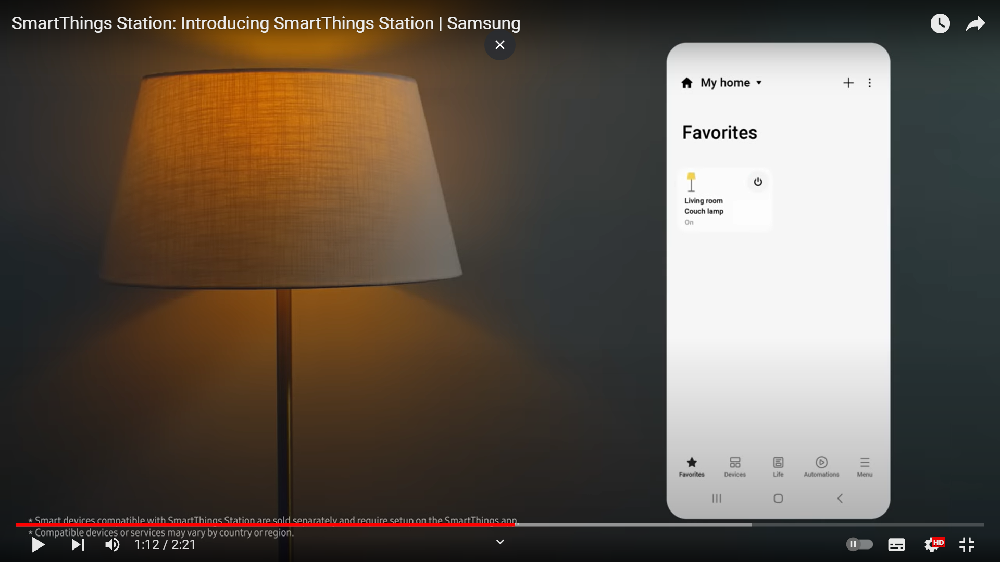 SmartThings Station: Introducing SmartThings Station | Samsung
My home
Favorites
Living room
Couch lamp
On
Favorites
Devices
Life
Automations
Menu
* Smart devices compatible with SmartThings Station are sold separately and require setup on the SmartThings app.
* Compatible devices or services may vary by country or region.
1:12 / 2:21
HD